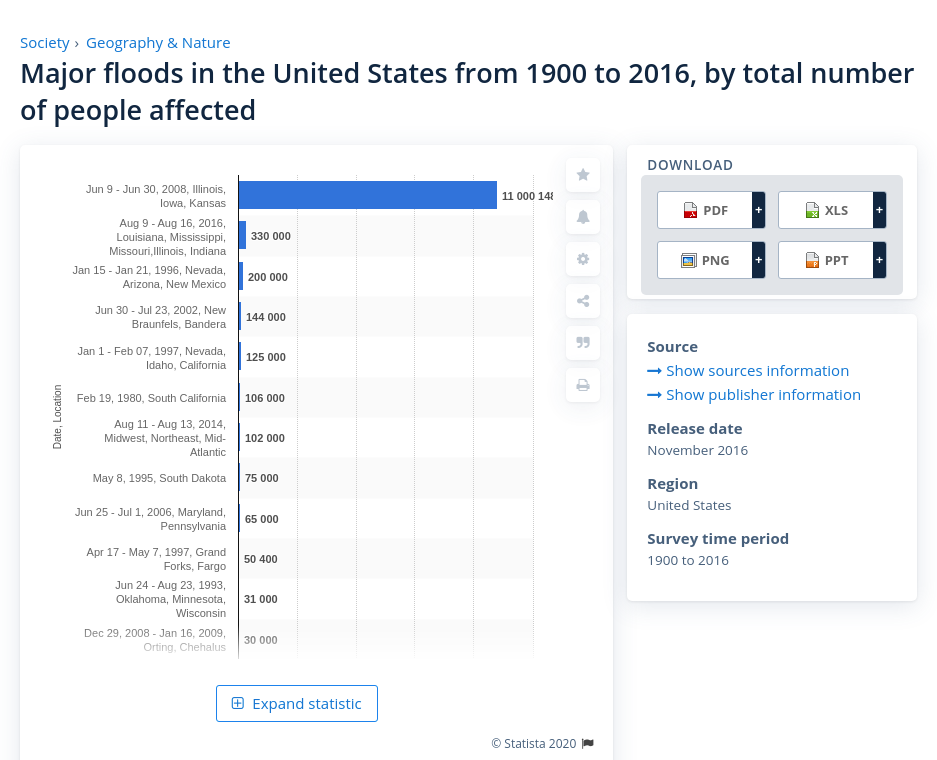 Society › Geography & Nature
Major floods in the United States from 1900 to 2016, by total number
of people affected
Date, Location
Jun 9 - Jun 30, 2008, Illinois,
Iowa, Kansas
11 000 148
Aug 9 - Aug 16, 2016,
Louisiana, Mississippi,
Missouri,Illinois, Indiana
330 000
Jan 15 - Jan 21, 1996, Nevada,
Arizona, New Mexico
200 000
Jun 30 - Jul 23, 2002, New
Braunfels, Bandera
144 000
Jan 1 - Feb 07, 1997, Nevada,
Idaho, California
125 000
Feb 19, 1980, South California
106 000
Aug 11 - Aug 13, 2014,
Midwest, Northeast, Mid-
Atlantic
102 000
May 8, 1995, South Dakota
75 000
Jun 25 - Jul 1, 2006, Maryland,
Pennsylvania
65 000
Apr 17 - May 7, 1997, Grand
Forks, Fargo
50 400
Jun 24 - Aug 23, 1993,
Oklahoma, Minnesota,
Wisconsin
31 000
Dec 29, 2008 - Jan 16, 2009,
Orting, Chehalus
30 000
Expand statistic
© Statista 2020
DOWNLOAD
PDF +
XLS +
PNG +
PPT +
Source
Show sources information
Show publisher information
Release date
November 2016
Region
United States
Survey time period
1900 to 2016